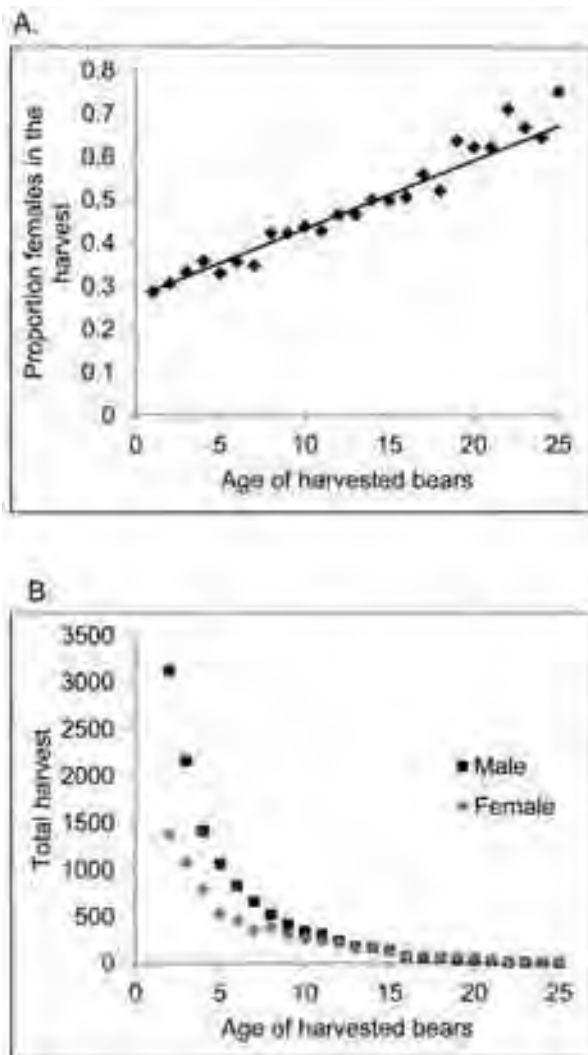 A.
Proportion females in the
harvest
0.8
0.7
0.6
0.5
0.4
0.3
0.2
0.1
0
0 5 10 15 20 25
Age of harvested bears
B
Total harvest
3500
3000
2500
2000
1500
1000
500
0
Male
Female
0 5 10 15 20 25
Age of harvested bears